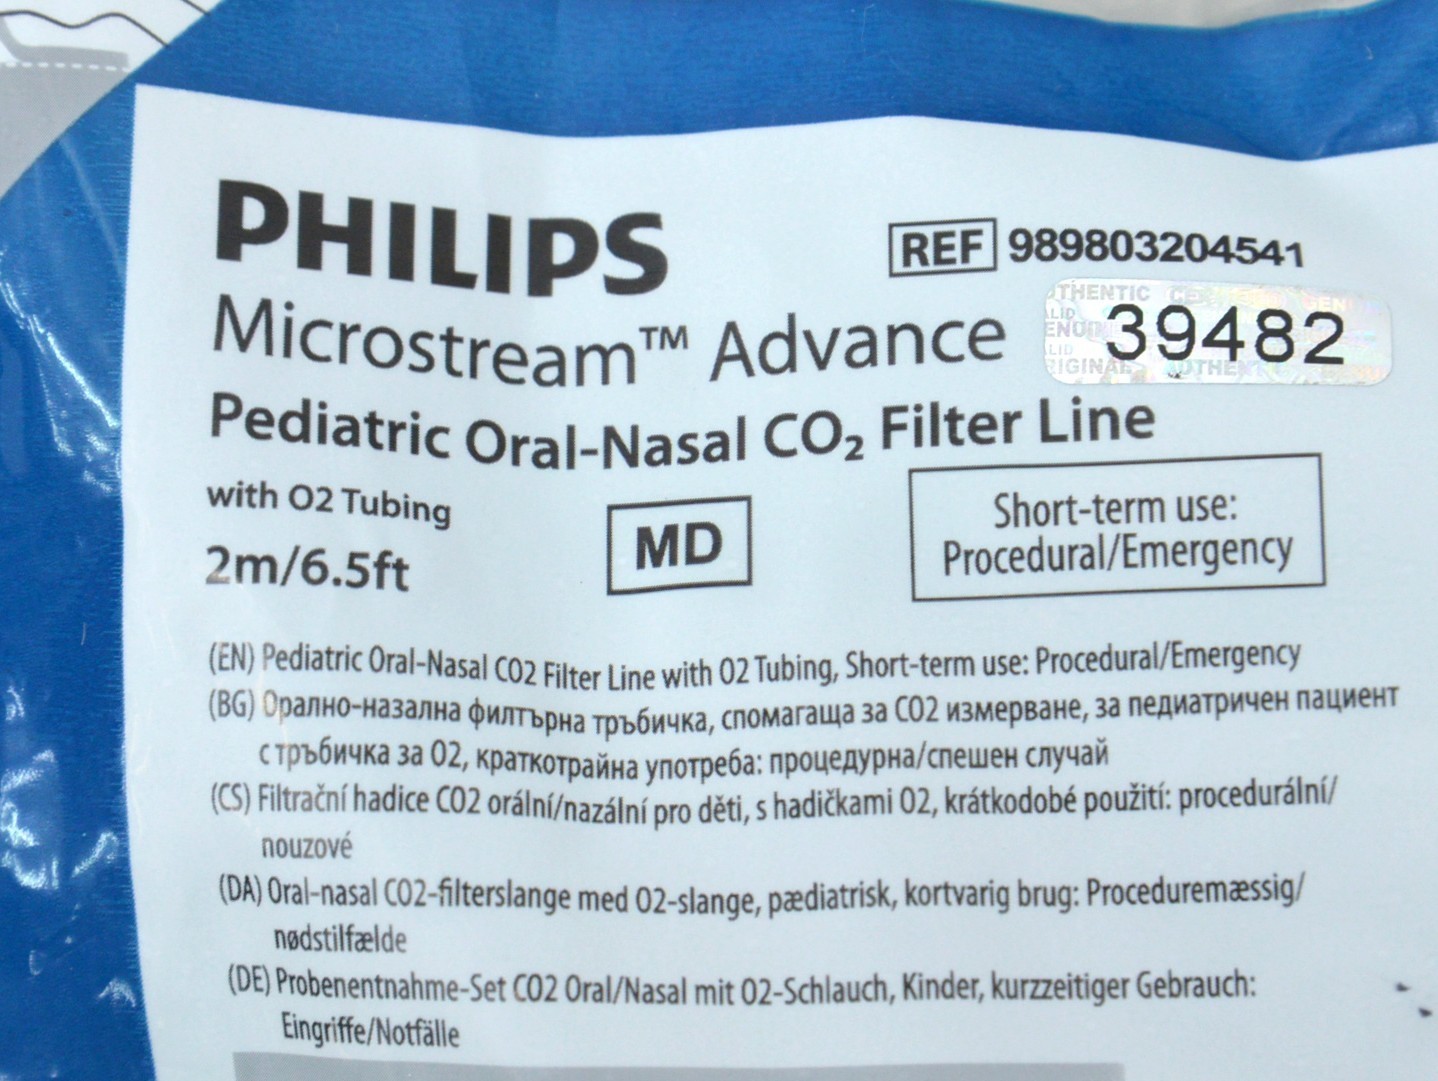 PHILIPS
REF 989803204541
Microstream™ Advance
39482
Pediatric Oral-Nasal CO₂ Filter Line
with O2 Tubing
2m/6.5ft
MD
Short-term use:
Procedural/Emergency
(EN) Pediatric Oral-Nasal CO2 Filter Line with O2 Tubing, Short-term use: Procedural/Emergency
(BG) Орално-назална филтърна тръбичка, спомагаща за CO2 измерване, за педиатричен пациент
с тръбичка за O2, краткотрайна употреба: процедурна/спешен случай
(CS) Filtrační hadice CO2 orální/nazální pro děti, s hadičkami O2, krátkodobé použití: procedurální/
nouzové
(DA) Oral-nasal CO2-filterslange med O2-slange, pædiatrisk, kortvarig brug: Proceduremæssig/
nødstilfælde
(DE) Probenentnahme-Set CO2 Oral/Nasal mit O2-Schlauch, Kinder, kurzzeitiger Gebrauch:
Eingriffe/Notfälle